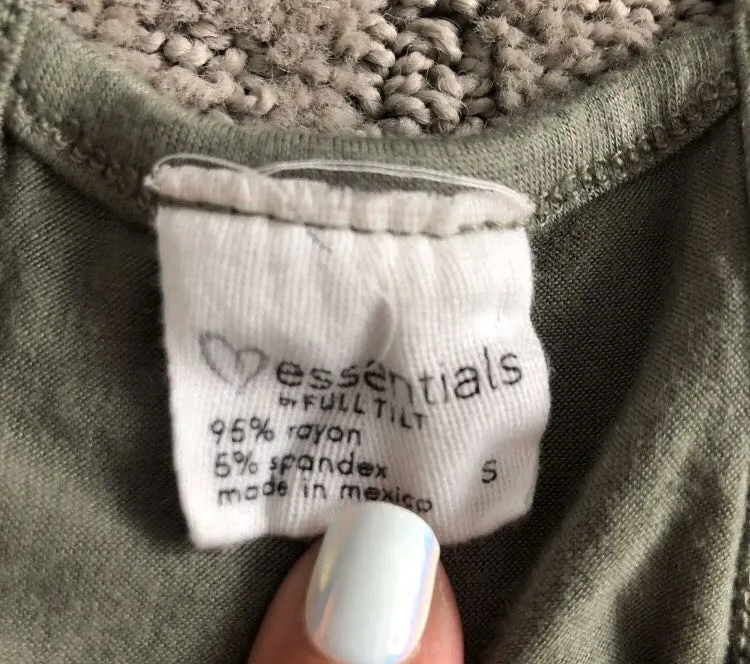 essentials
by FULL TILT
95% rayon
5% spandex
made in mexico
S